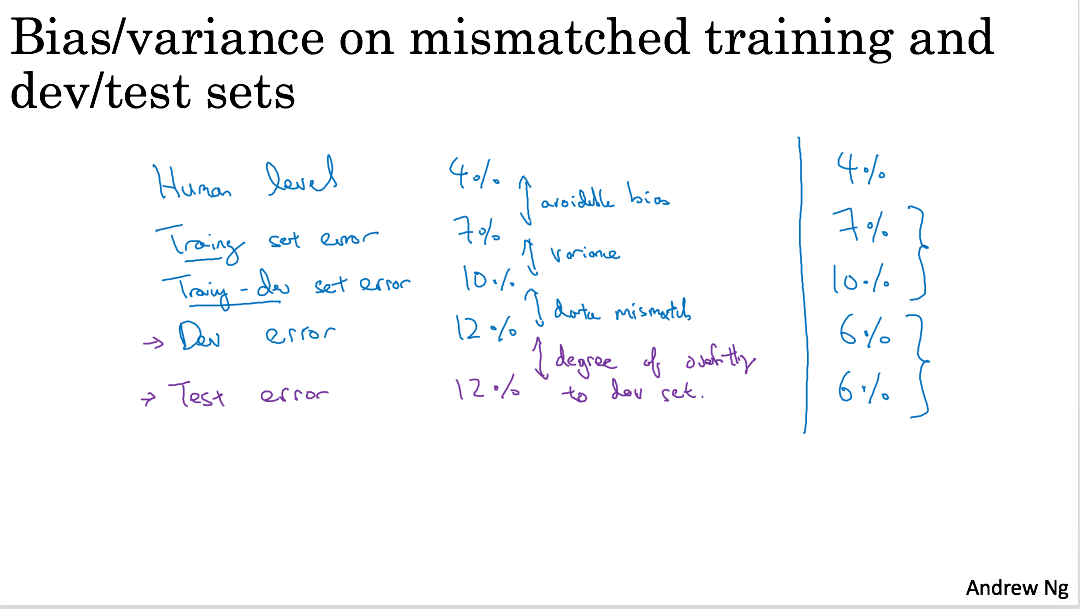 Bias/variance on mismatched training and
dev/test sets
Human level 4% 4%
avoidable bias
Training set error 7% 7%
variance
Training-dev set error 10% 10%
data mismatch
→ Dev error 12% 6%
degree of overfitting
→ Test error 12% to dev set. 6%
Andrew Ng